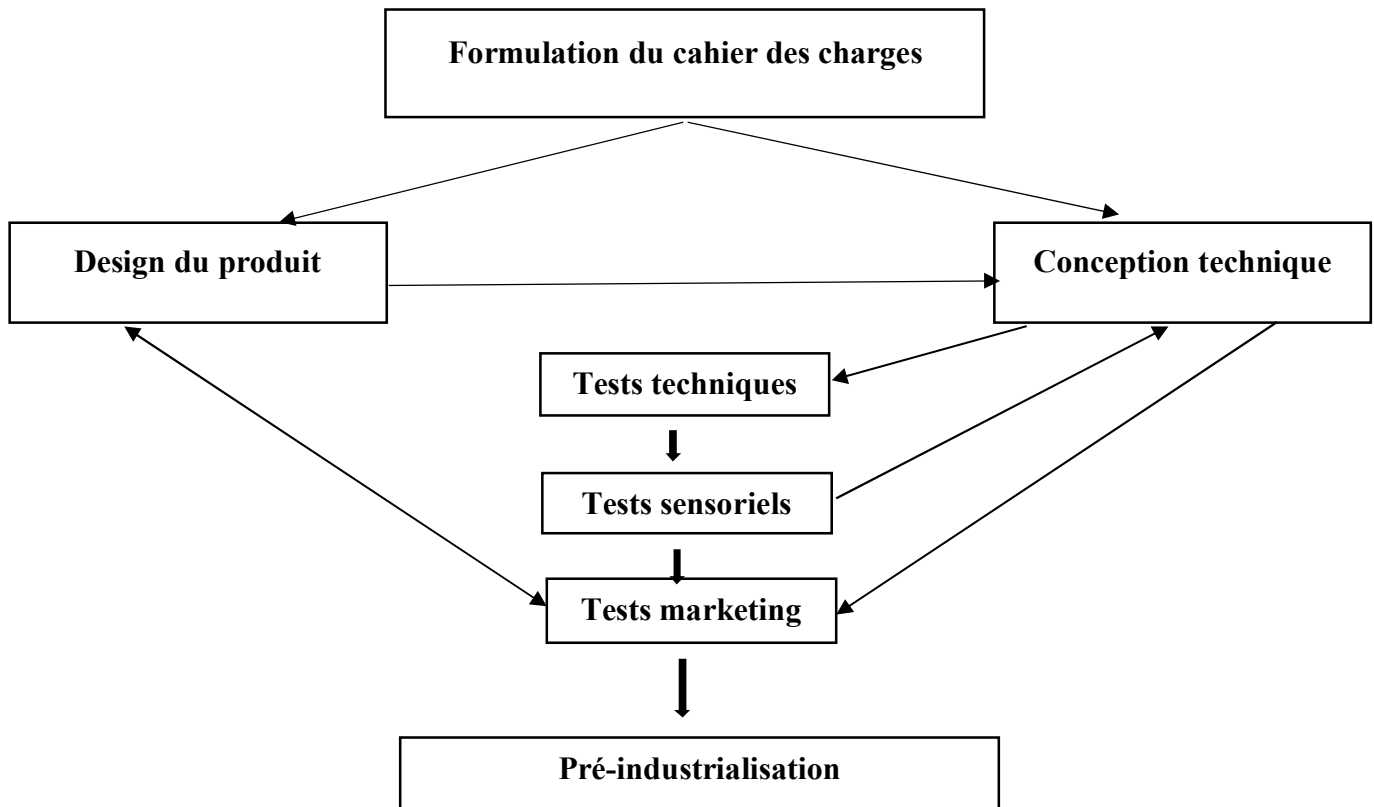 Formulation du cahier des charges
Design du produit
Conception technique
Tests techniques
Tests sensoriels
Tests marketing
Pré-industrialisation